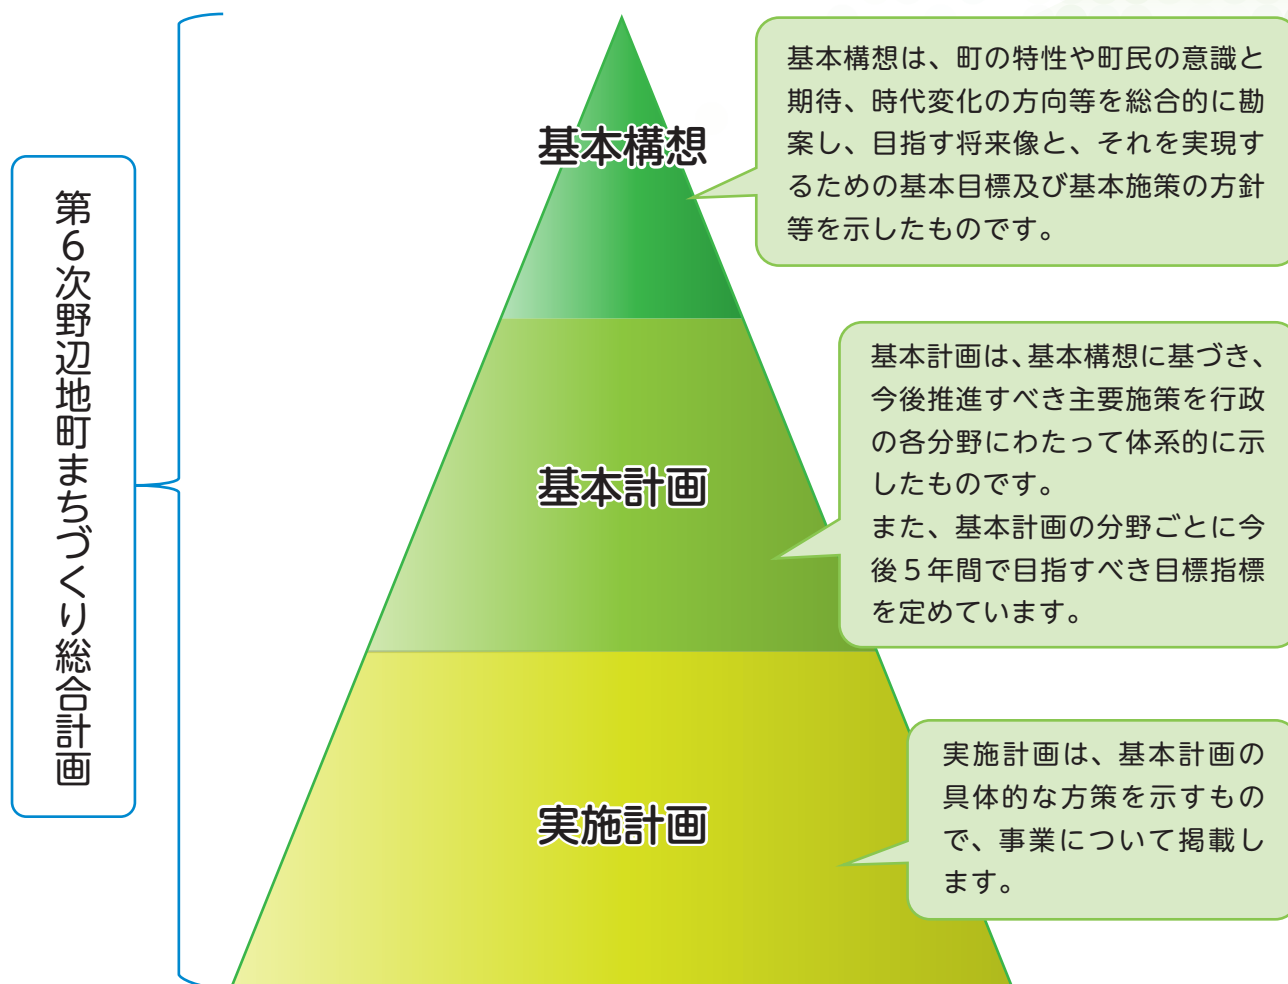 第6次野辺地町まちづくり総合計画
基本構想
基本構想は、町の特性や町民の意識と
期待、時代変化の方向等を総合的に勘
案し、目指す将来像と、それを実現す
るための基本目標及び基本施策の方針
等を示したものです。
基本計画
基本計画は、基本構想に基づき、
今後推進すべき主要施策を行政
の各分野にわたって体系的に示
したものです。
また、基本計画の分野ごとに今
後５年間で目指すべき目標指標
を定めています。
実施計画
実施計画は、基本計画の
具体的な方策を示すもの
で、事業について掲載し
ます。